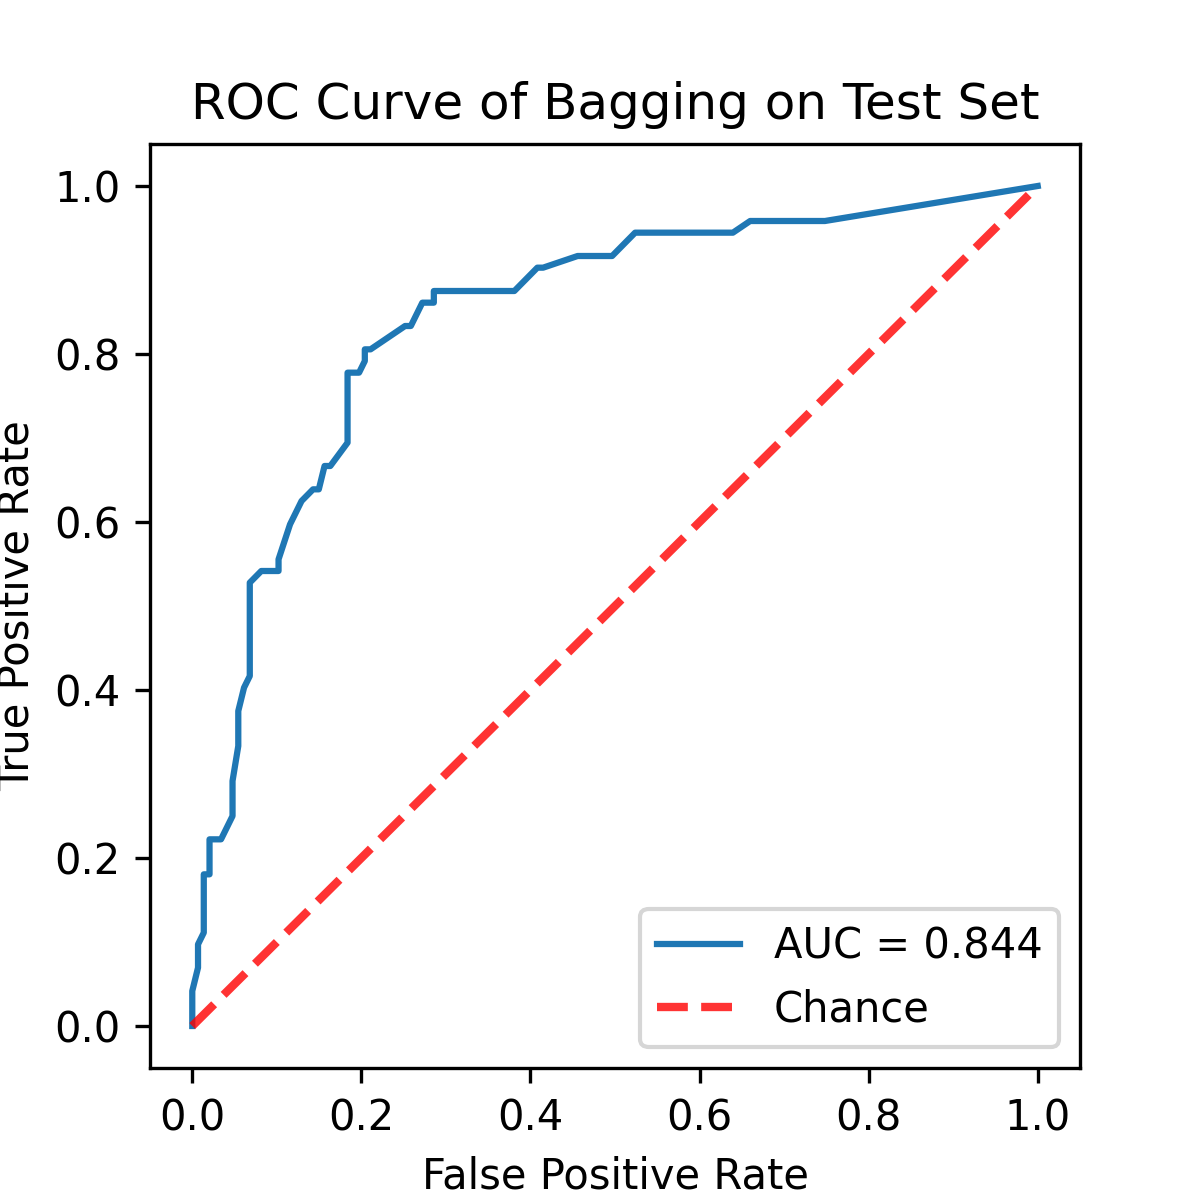 ROC Curve of Bagging on Test Set
True Positive Rate
1.0
0.8
0.6
0.4
0.2
0.0
AUC = 0.844
Chance
0.0 0.2 0.4 0.6 0.8 1.0
False Positive Rate